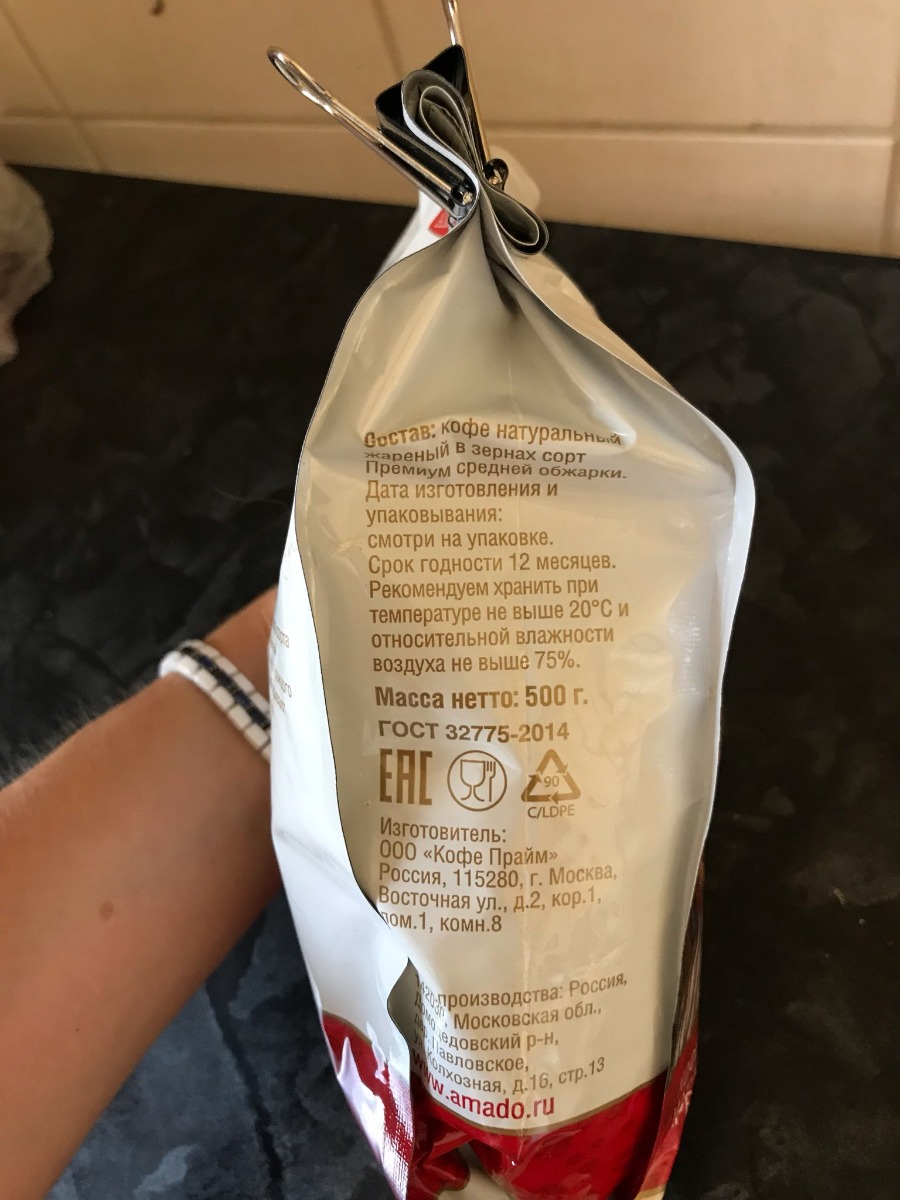 Состав: кофе натуральный
жареный в зернах сорт
Премиум средней обжарки.
Дата изготовления и
упаковывания:
смотри на упаковке.
Срок годности 12 месяцев.
Рекомендуем хранить при
температуре не выше 20°С и
относительной влажности
воздуха не выше 75%.
Масса нетто: 500 г.
ГОСТ 32775-2014
ЕАС
90
C/LDPE
Изготовитель:
ООО «Кофе Прайм»
Россия, 115280, г. Москва,
Восточная ул., д.2, кор.1,
пом.1, комн.8
производства: Россия,
Московская обл.,
р-н,
Павловское,
Колхозная, д.16, стр.13
www.amado.ru